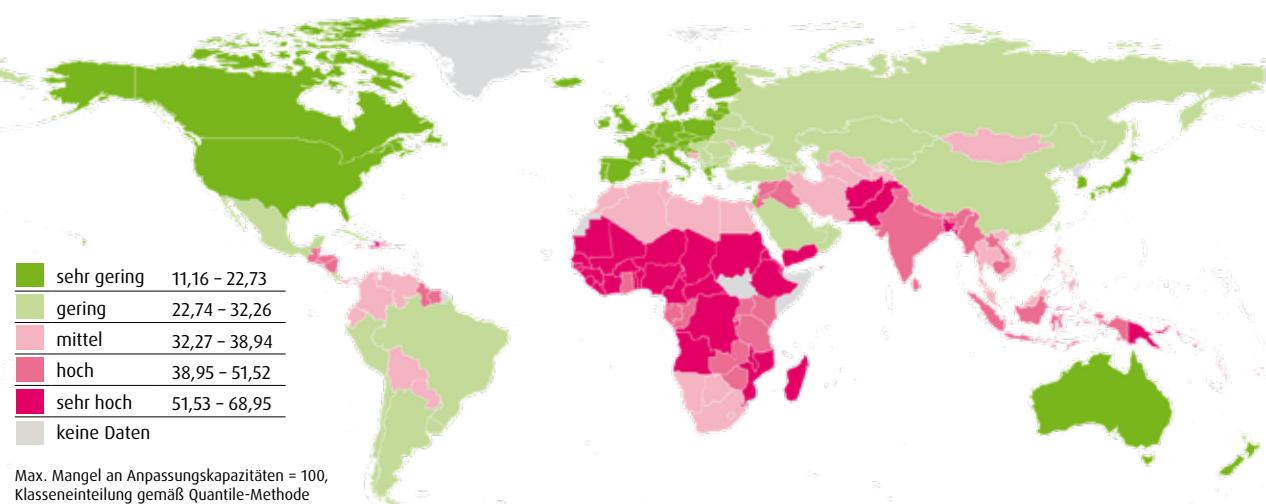 sehr gering 11,16 – 22,73
gering 22,74 – 32,26
mittel 32,27 – 38,94
hoch 38,95 – 51,52
sehr hoch 51,53 – 68,95
keine Daten
Max. Mangel an Anpassungskapazitäten = 100,
Klasseneinteilung gemäß Quantile-Methode